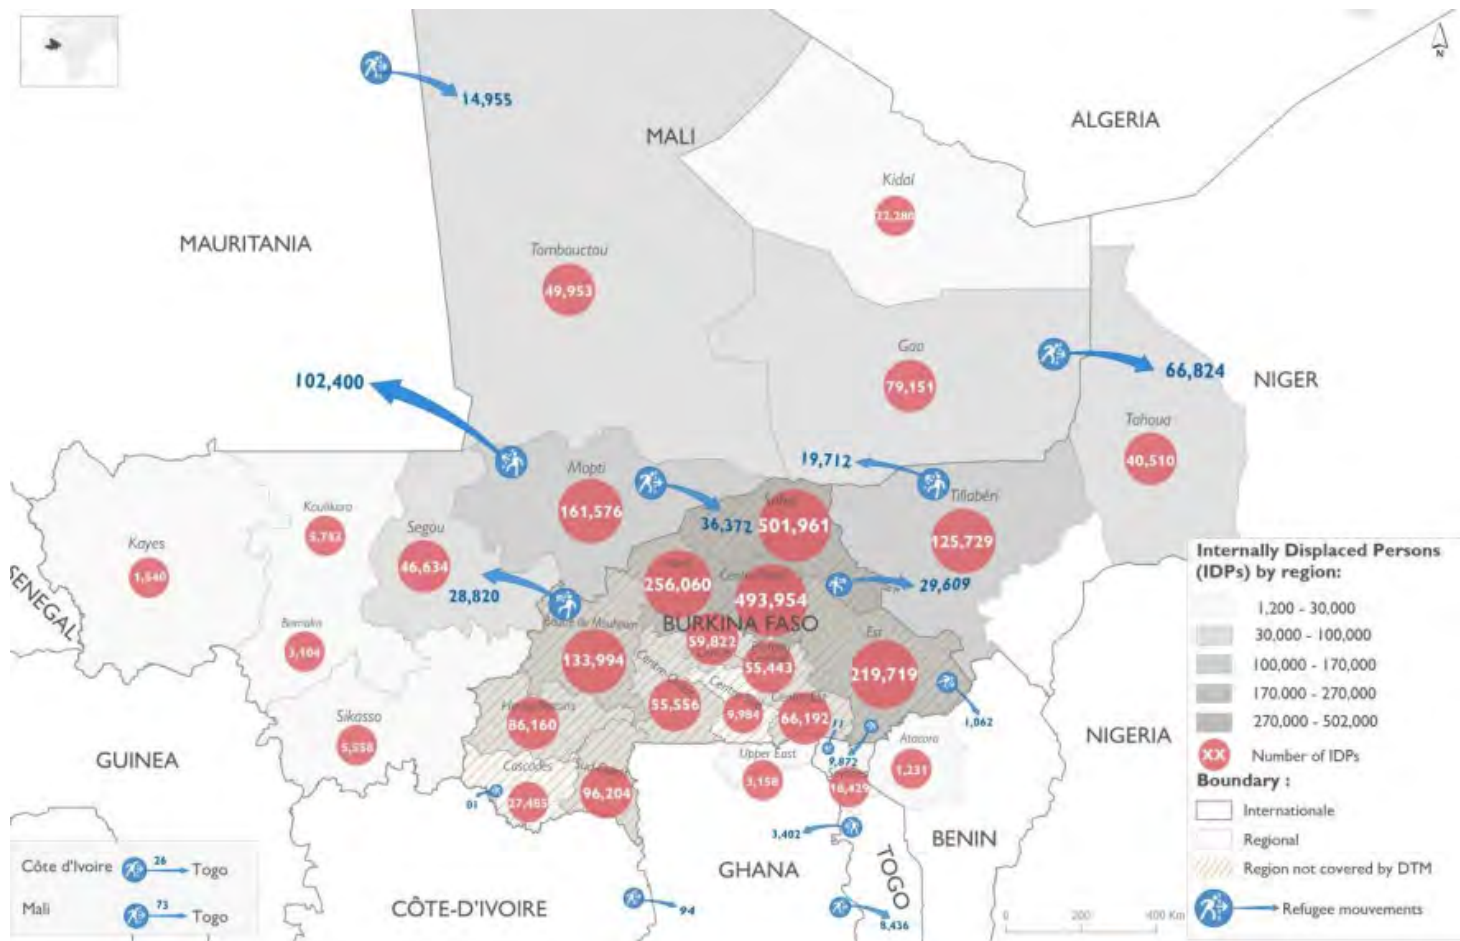 N
14,955
MALI
ALGERIA
Kidal
MAURITANIA
Tombouctou
49,953
Gao
79,151
66,824
NIGER
102,400
Tahoua
40,510
Mopti
161,576
19,712
Tillabéri
125,729
36,372
501,961
Koulikoro
5,783
Segou
46,634
Kayes
1,540
SENEGAL
28,820
256,060
493,954
29,609
BURKINA FASO
Bamako
3,104
Boucle du Mouhoun
133,994
59,822
55,443
Est
219,719
55,556
9,984
66,192
86,160
1,062
11
9,872
Sikasso
5,558
GUINEA
Cascades
27,485
81
96,204
Upper East
3,158
16,429
Atacora
1,231
NIGERIA
3,402
BENIN
GHANA
TOGO
CÔTE-D'IVOIRE
94
8,436
Côte d'Ivoire 26 Togo
Mali 73 Togo
Internally Displaced Persons
(IDPs) by region:
1,200 - 30,000
30,000 - 100,000
100,000 - 170,000
170,000 - 270,000
270,000 - 502,000
XX Number of IDPs
Boundary :
Internationale
Regional
Region not covered by DTM
Refugee mouvements
0 200 400 Km